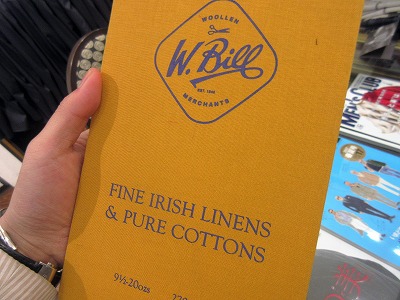 WOOLLEN
W. Bill
EST. 1846
MERCHANTS
FINE IRISH LINENS
& PURE COTTONS
9½-20ozs